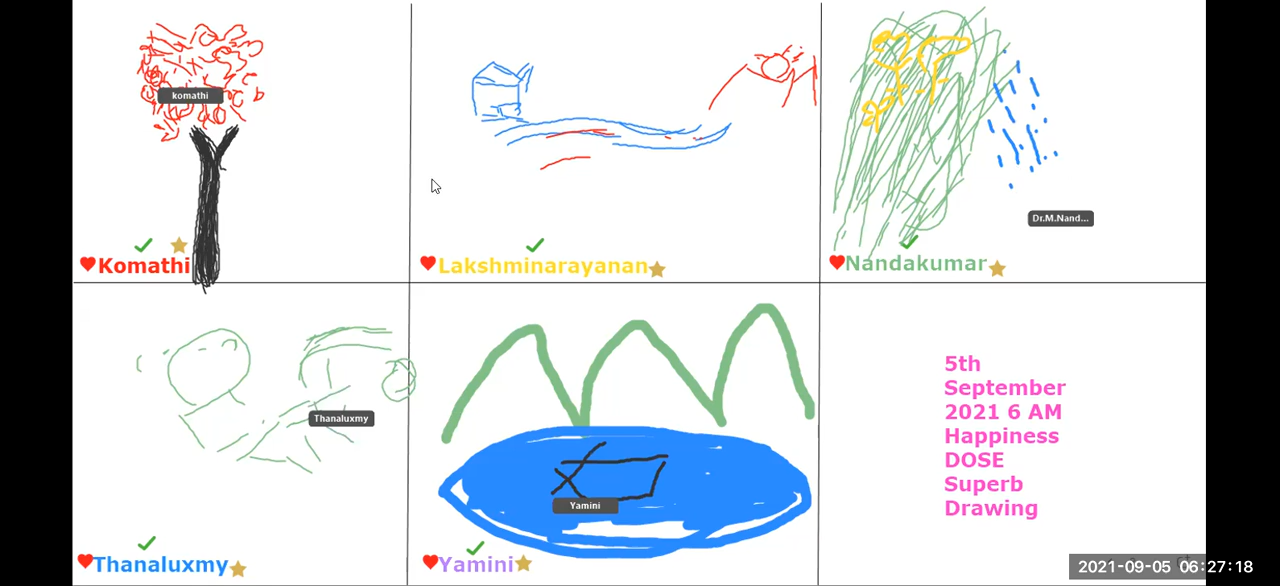 komathi
Komathi
Lakshminarayanan
Dr.M.Nand...
Nandakumar
Thanaluxmy
Thanaluxmy
Yamini
Yamini
5th
September
2021 6 AM
Happiness
DOSE
Superb
Drawing
2021-09-05 06:27:18